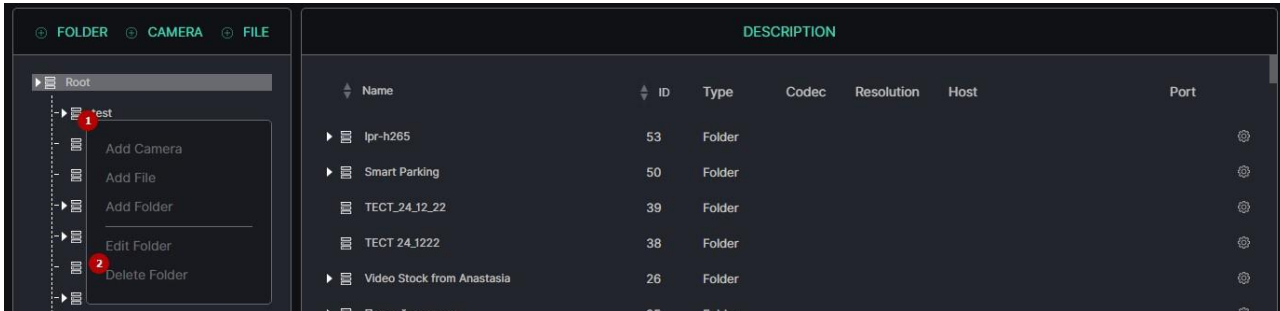 FOLDER CAMERA FILE
DESCRIPTION
Root
test
1
Add Camera
Add File
Add Folder
Edit Folder
2
Delete Folder
Name ID Type Codec Resolution Host Port
lpr-h265 53 Folder
Smart Parking 50 Folder
ТЕСТ_24_12_22 39 Folder
ТЕСТ 24_1222 38 Folder
Video Stock from Anastasia 26 Folder